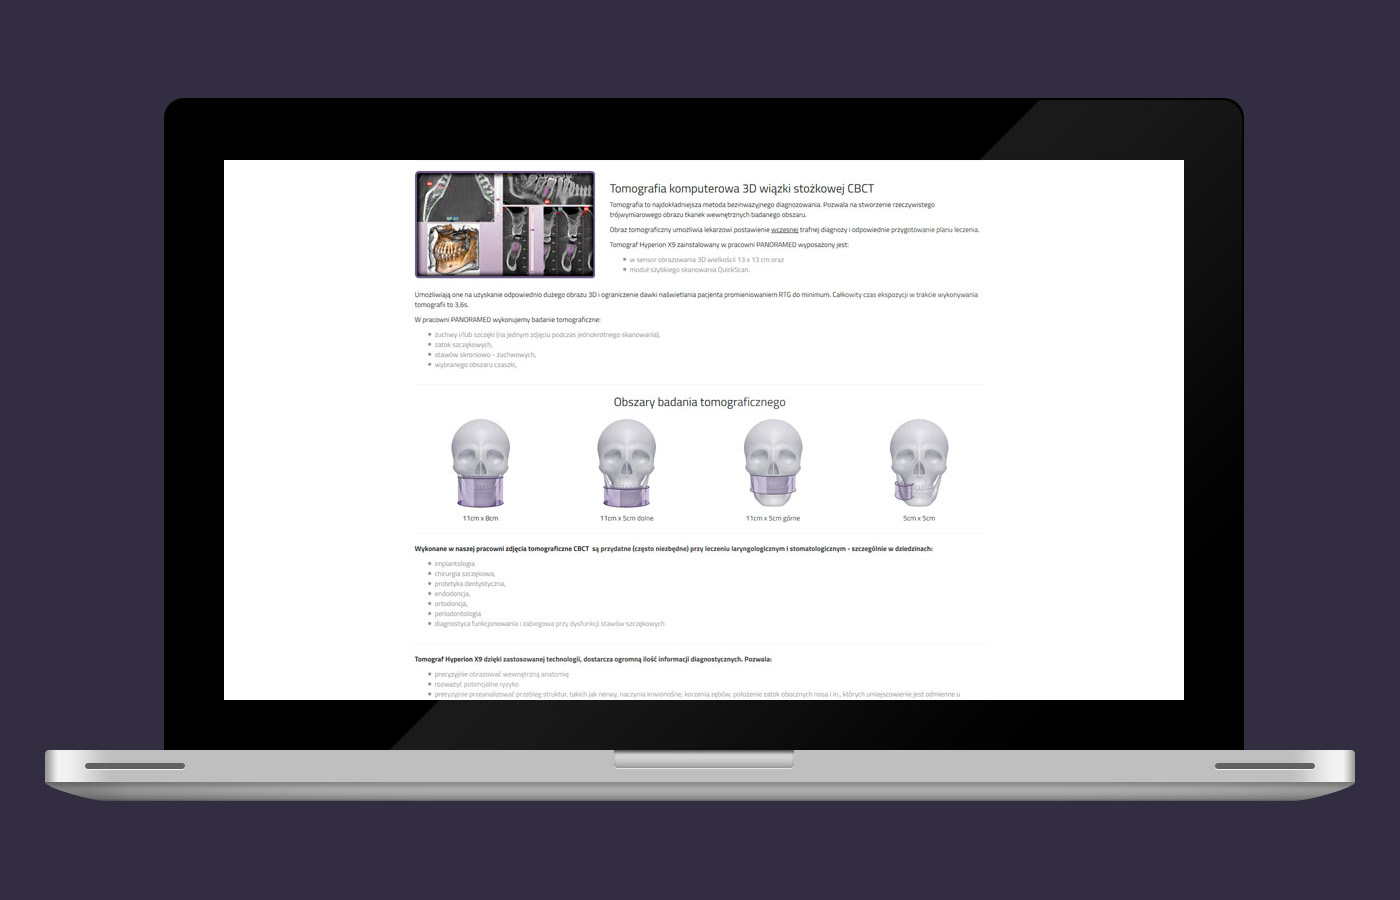 Tomografia komputerowa 3D wiązki stożkowej CBCT
Tomografia to najdokładniejsza metoda bezinwazyjnego diagnozowania. Pozwala na stworzenie rzeczywistego
trójwymiarowego obrazu tkanek wewnętrznych badanego obszaru.
Obraz tomograficzny umożliwia lekarzowi postawienie wczesnej trafnej diagnozy i odpowiednie przygotowanie planu leczenia.
Tomograf Hyperion X9 zainstalowany w pracowni PANORAMED wyposażony jest:
w sensor obrazowania 3D wielkości 13 x 13 cm oraz
moduł szybkiego skanowania QuickScan.
Umożliwiają one na uzyskanie odpowiednio dużego obrazu 3D i ograniczenie dawki naświetlania pacjenta promieniowaniem RTG do minimum. Całkowity czas ekspozycji w trakcie wykonywania
tomografii to 3,6s.
W pracowni PANORAMED wykonujemy badanie tomograficzne:
żuchwy i/lub szczęki (na jednym zdjęciu podczas jednokrotnego skanowania),
zatok szczękowych,
stawów skroniowo - żuchwowych,
wybranego obszaru czaszki,
Obszary badania tomograficznego
11cm x 8cm
11cm x 5cm dolne
11cm x 5cm górne
5cm x 5cm
Wykonane w naszej pracowni zdjęcia tomograficzne CBCT są przydatne (często niezbędne) przy leczeniu laryngologicznym i stomatologicznym - szczególnie w dziedzinach:
implantologia
chirurgia szczękowa,
protetyka dentystyczna,
endodoncja,
ortodoncja,
periodontologia
diagnostyca funkcjonowania i zabiegowa przy dysfunkcji stawów szczękowych
Tomograf Hyperion X9 dzięki zastosowanej technologii, dostarcza ogromną ilość informacji diagnostycznych. Pozwala:
precyzyjnie obrazować wewnętrzną anatomię
rozważyć potencjalne ryzyko
precyzyjnie przeanalizować przebieg struktur, takich jak nerwy, naczynia krwionośne, korzenia zębów, położenie zatok obocznych nosa i in., których umiejscowienie jest odmienne u